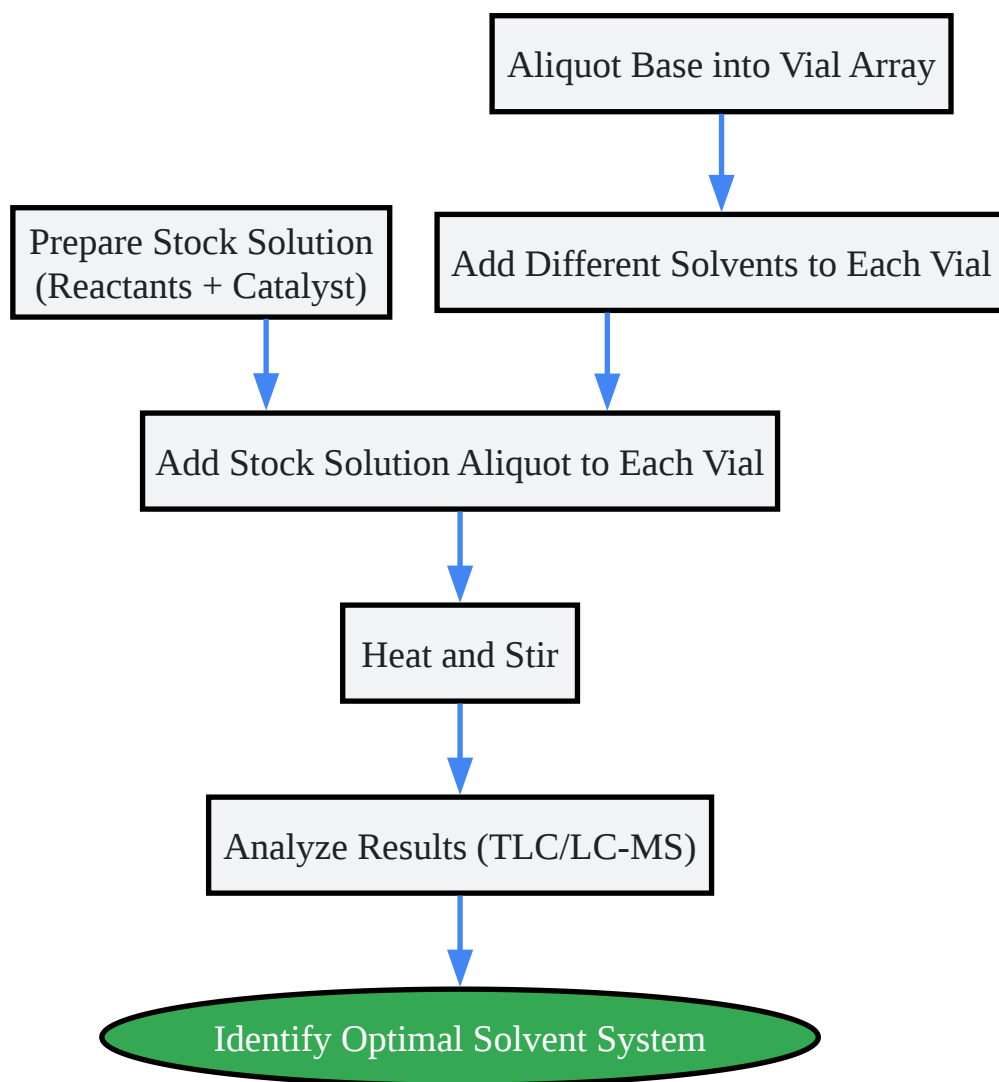 Aliquot Base into Vial Array
Prepare Stock Solution
(Reactants + Catalyst)
Add Different Solvents to Each Vial
Add Stock Solution Aliquot to Each Vial
Heat and Stir
Analyze Results (TLC/LC-MS)
Identify Optimal Solvent System